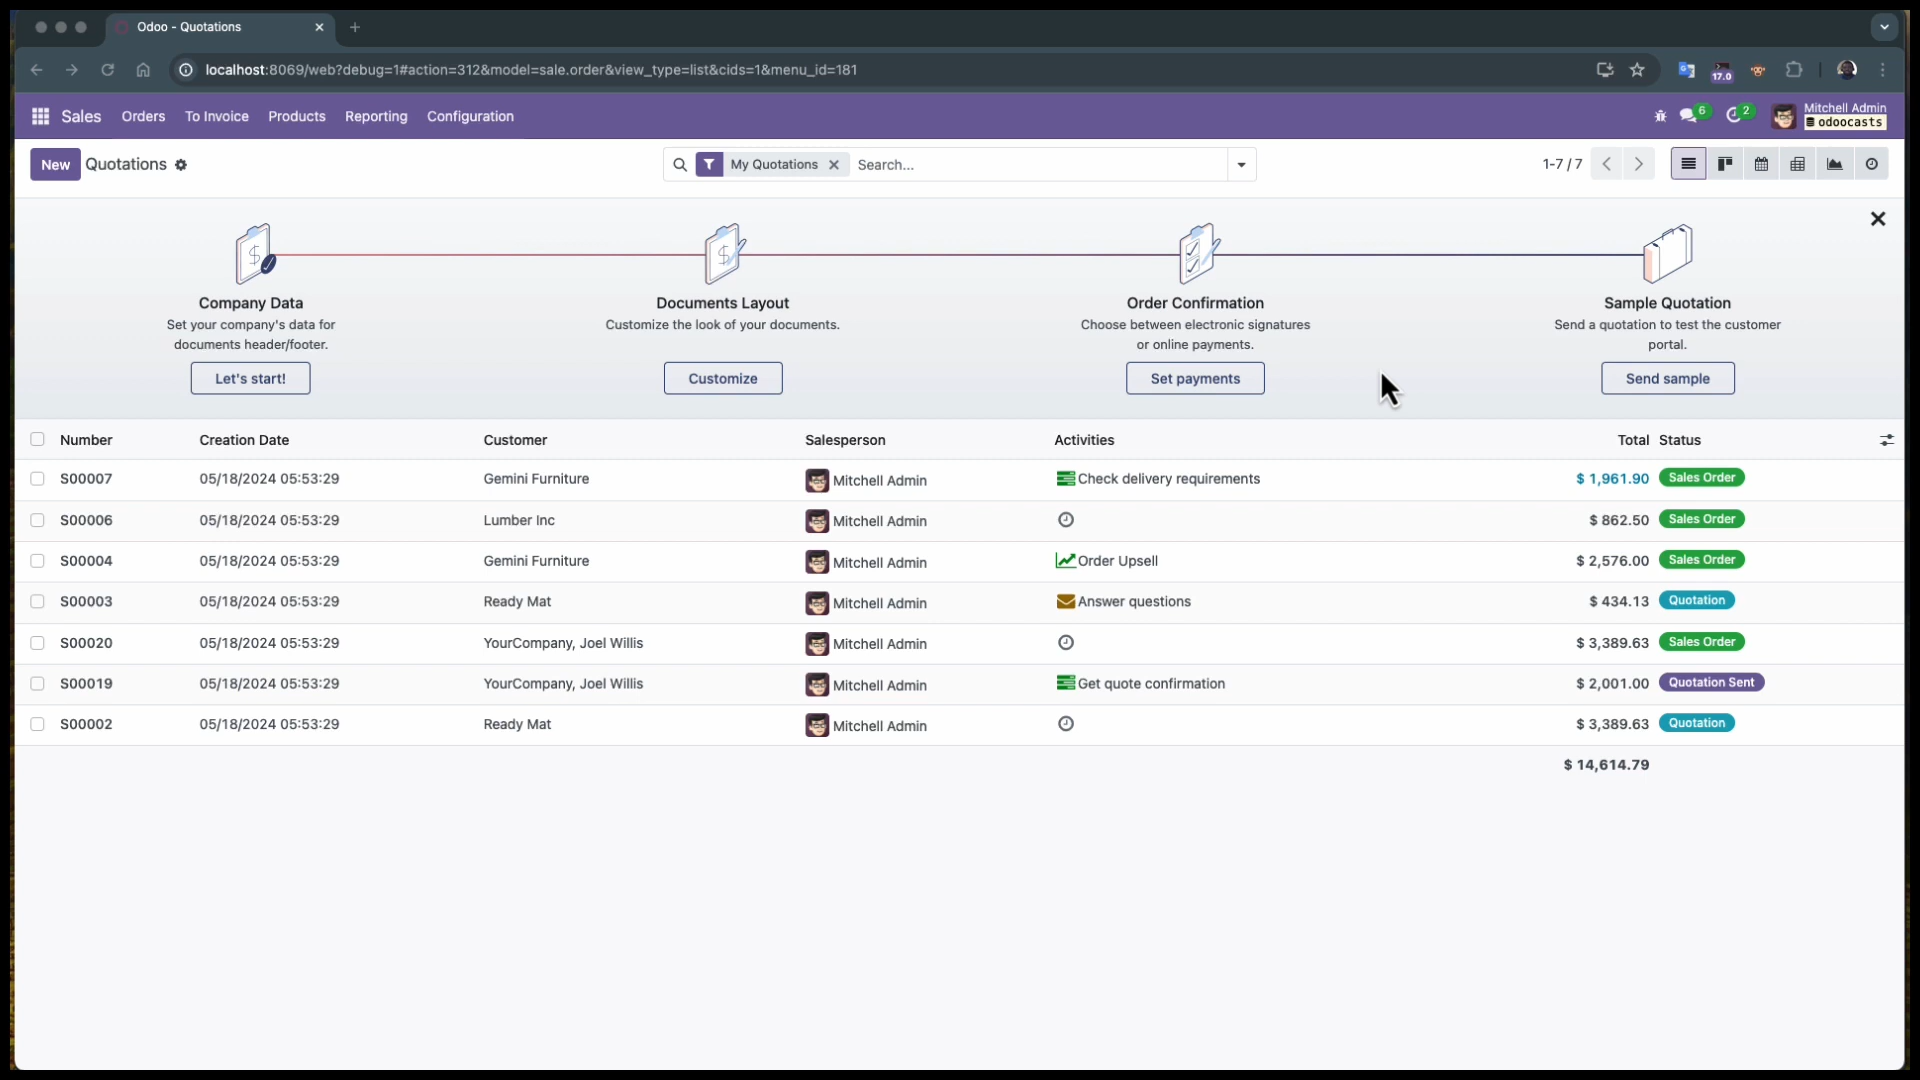 Odoo - Quotations
localhost:8069/web?debug=1#action=312&model=sale.order&view_type=list&cids=1&menu_id=181
17.0
Sales Orders To Invoice Products Reporting Configuration 6 2 Mitchell Admin
odoocasts
New Quotations My Quotations Search... 1-7 / 7
Company Data Documents Layout Order Confirmation Sample Quotation
Set your company's data for Customize the look of your documents. Choose between electronic signatures Send a quotation to test the customer
documents header/footer. or online payments. portal.
Let's start! Customize Set payments Send sample
Number Creation Date Customer Salesperson Activities Total Status
S00007 05/18/2024 05:53:29 Gemini Furniture Mitchell Admin Check delivery requirements $ 1,961.90 Sales Order
S00006 05/18/2024 05:53:29 Lumber Inc Mitchell Admin $ 862.50 Sales Order
S00004 05/18/2024 05:53:29 Gemini Furniture Mitchell Admin Order Upsell $ 2,576.00 Sales Order
S00003 05/18/2024 05:53:29 Ready Mat Mitchell Admin Answer questions $ 434.13 Quotation
S00020 05/18/2024 05:53:29 YourCompany, Joel Willis Mitchell Admin $ 3,389.63 Sales Order
S00019 05/18/2024 05:53:29 YourCompany, Joel Willis Mitchell Admin Get quote confirmation $ 2,001.00 Quotation Sent
S00002 05/18/2024 05:53:29 Ready Mat Mitchell Admin $ 3,389.63 Quotation
$ 14,614.79